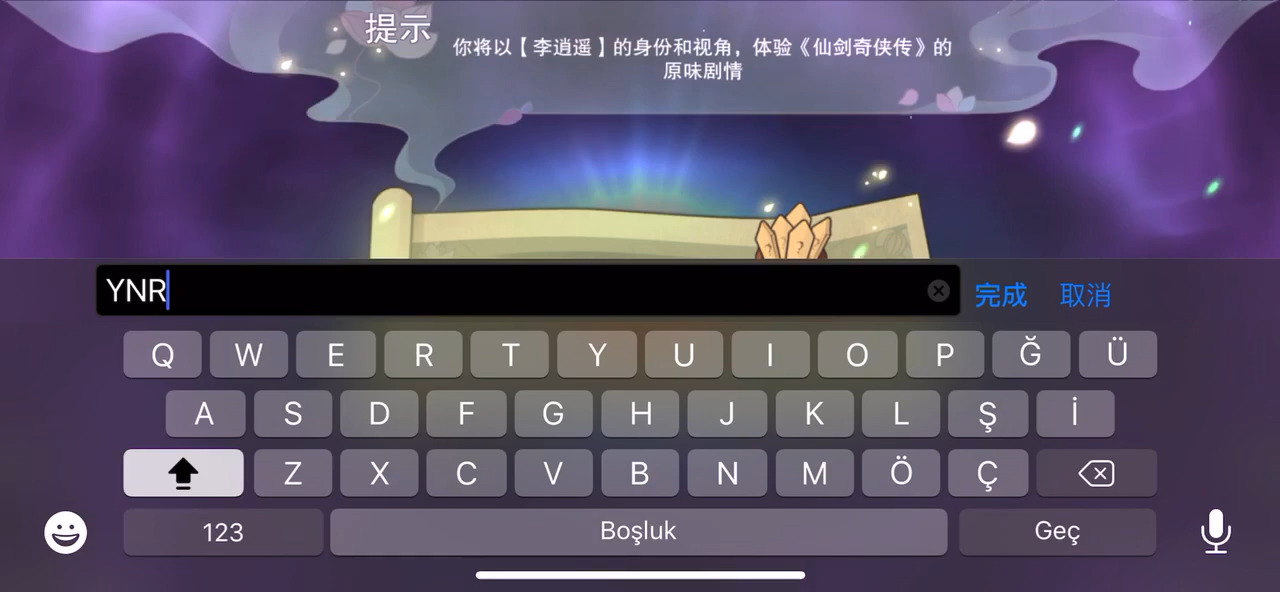 提示
你将以【李逍遥】的身份和视角，体验《仙剑奇侠传》的
原味剧情
YNR
完成 取消
Q W E R T Y U I O P Ğ Ü
A S D F G H J K L Ş İ
Z X C V B N M Ö Ç
123 Boşluk Geç